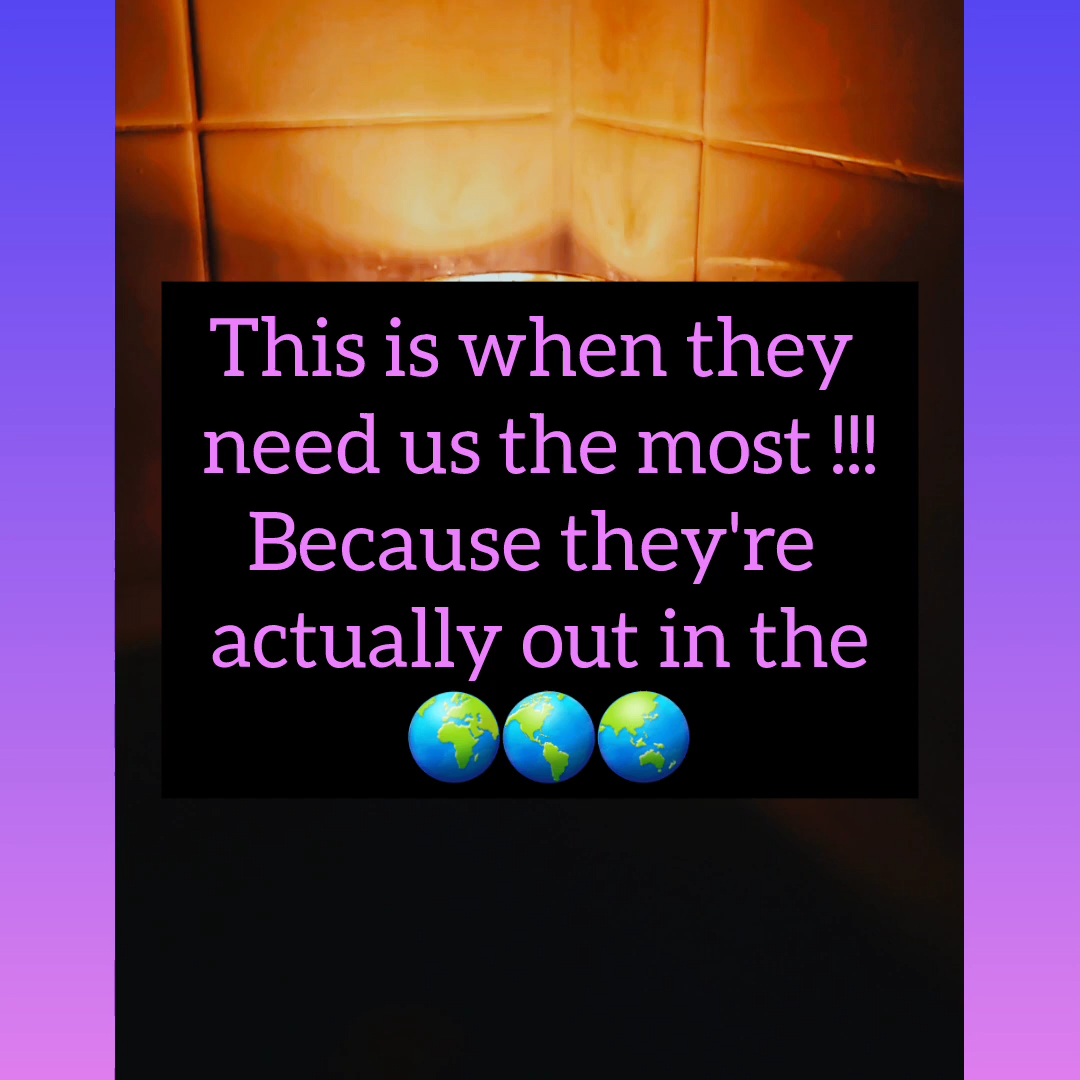 This is when they
need us the most !!!
Because they're
actually out in the
🌍🌎🌏